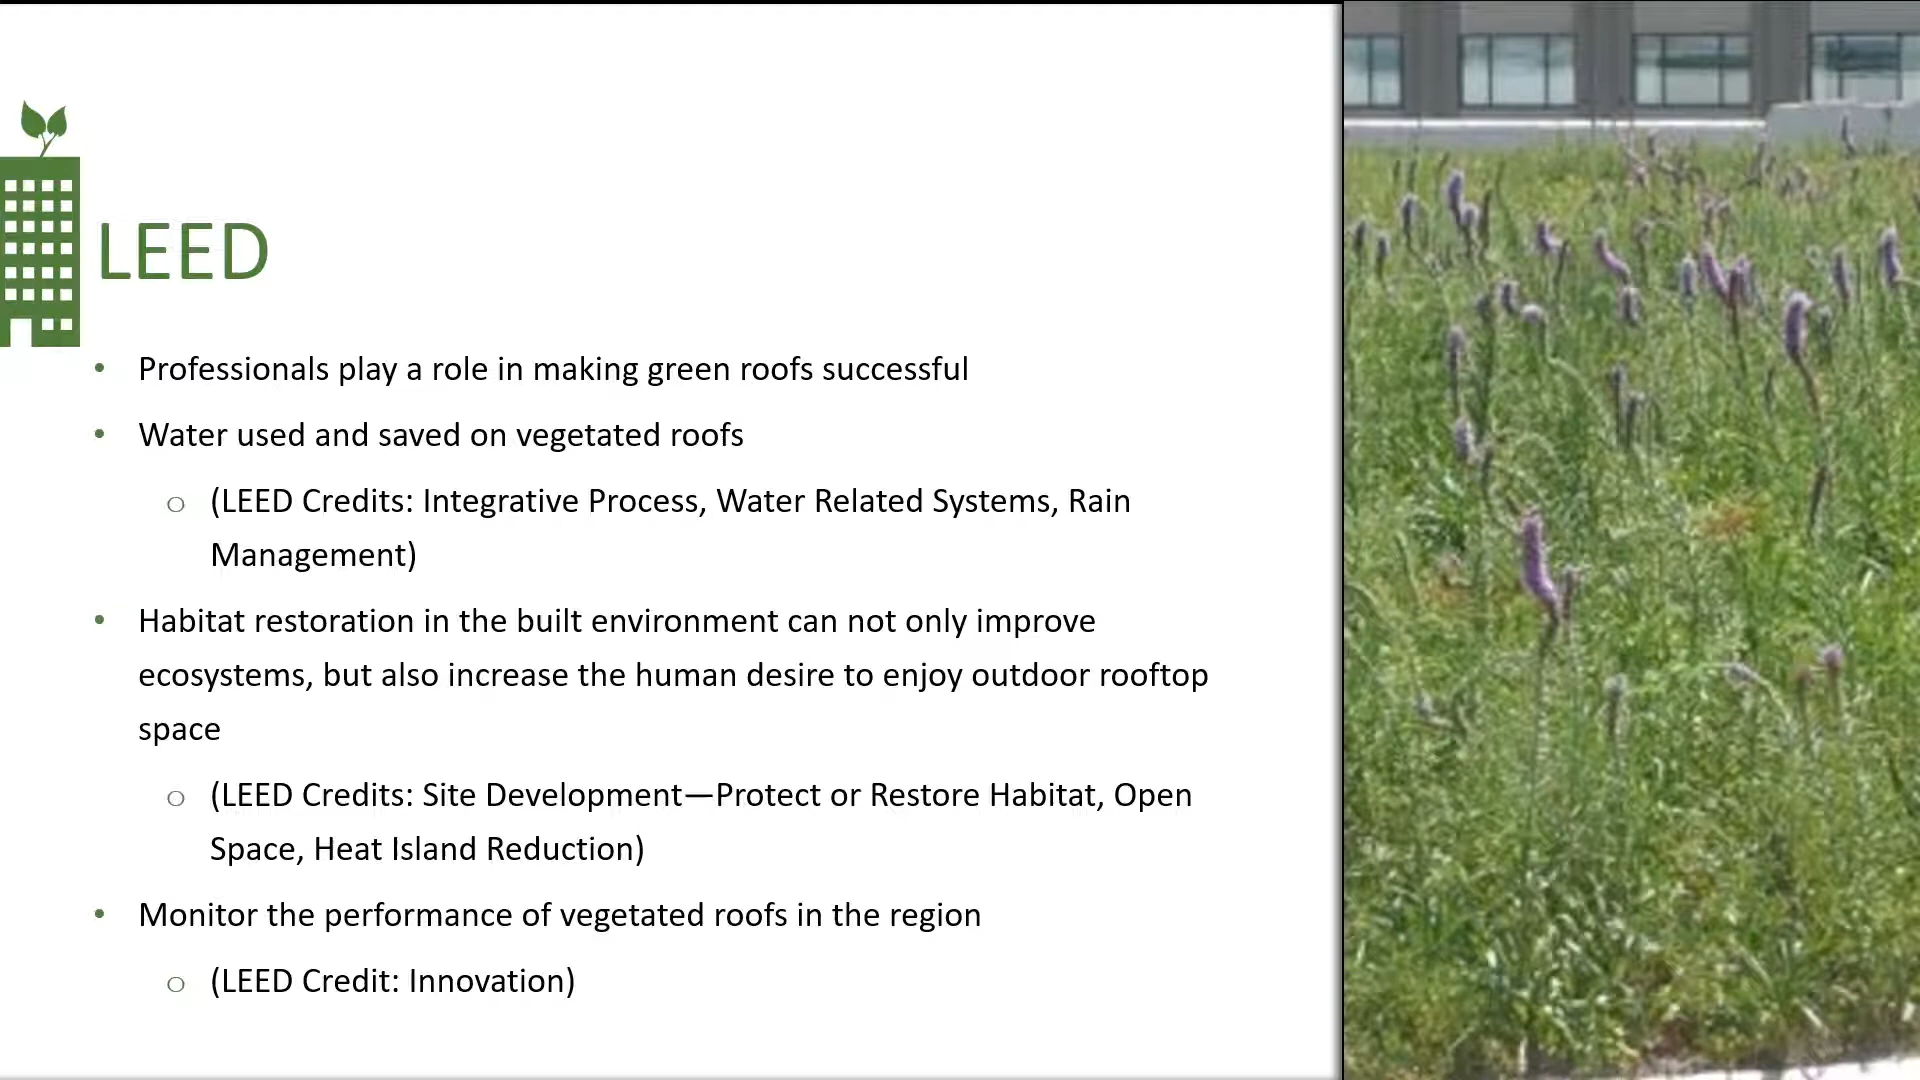 LEED
• Professionals play a role in making green roofs successful
• Water used and saved on vegetated roofs
o (LEED Credits: Integrative Process, Water Related Systems, Rain
Management)
• Habitat restoration in the built environment can not only improve
ecosystems, but also increase the human desire to enjoy outdoor rooftop
space
o (LEED Credits: Site Development—Protect or Restore Habitat, Open
Space, Heat Island Reduction)
• Monitor the performance of vegetated roofs in the region
o (LEED Credit: Innovation)